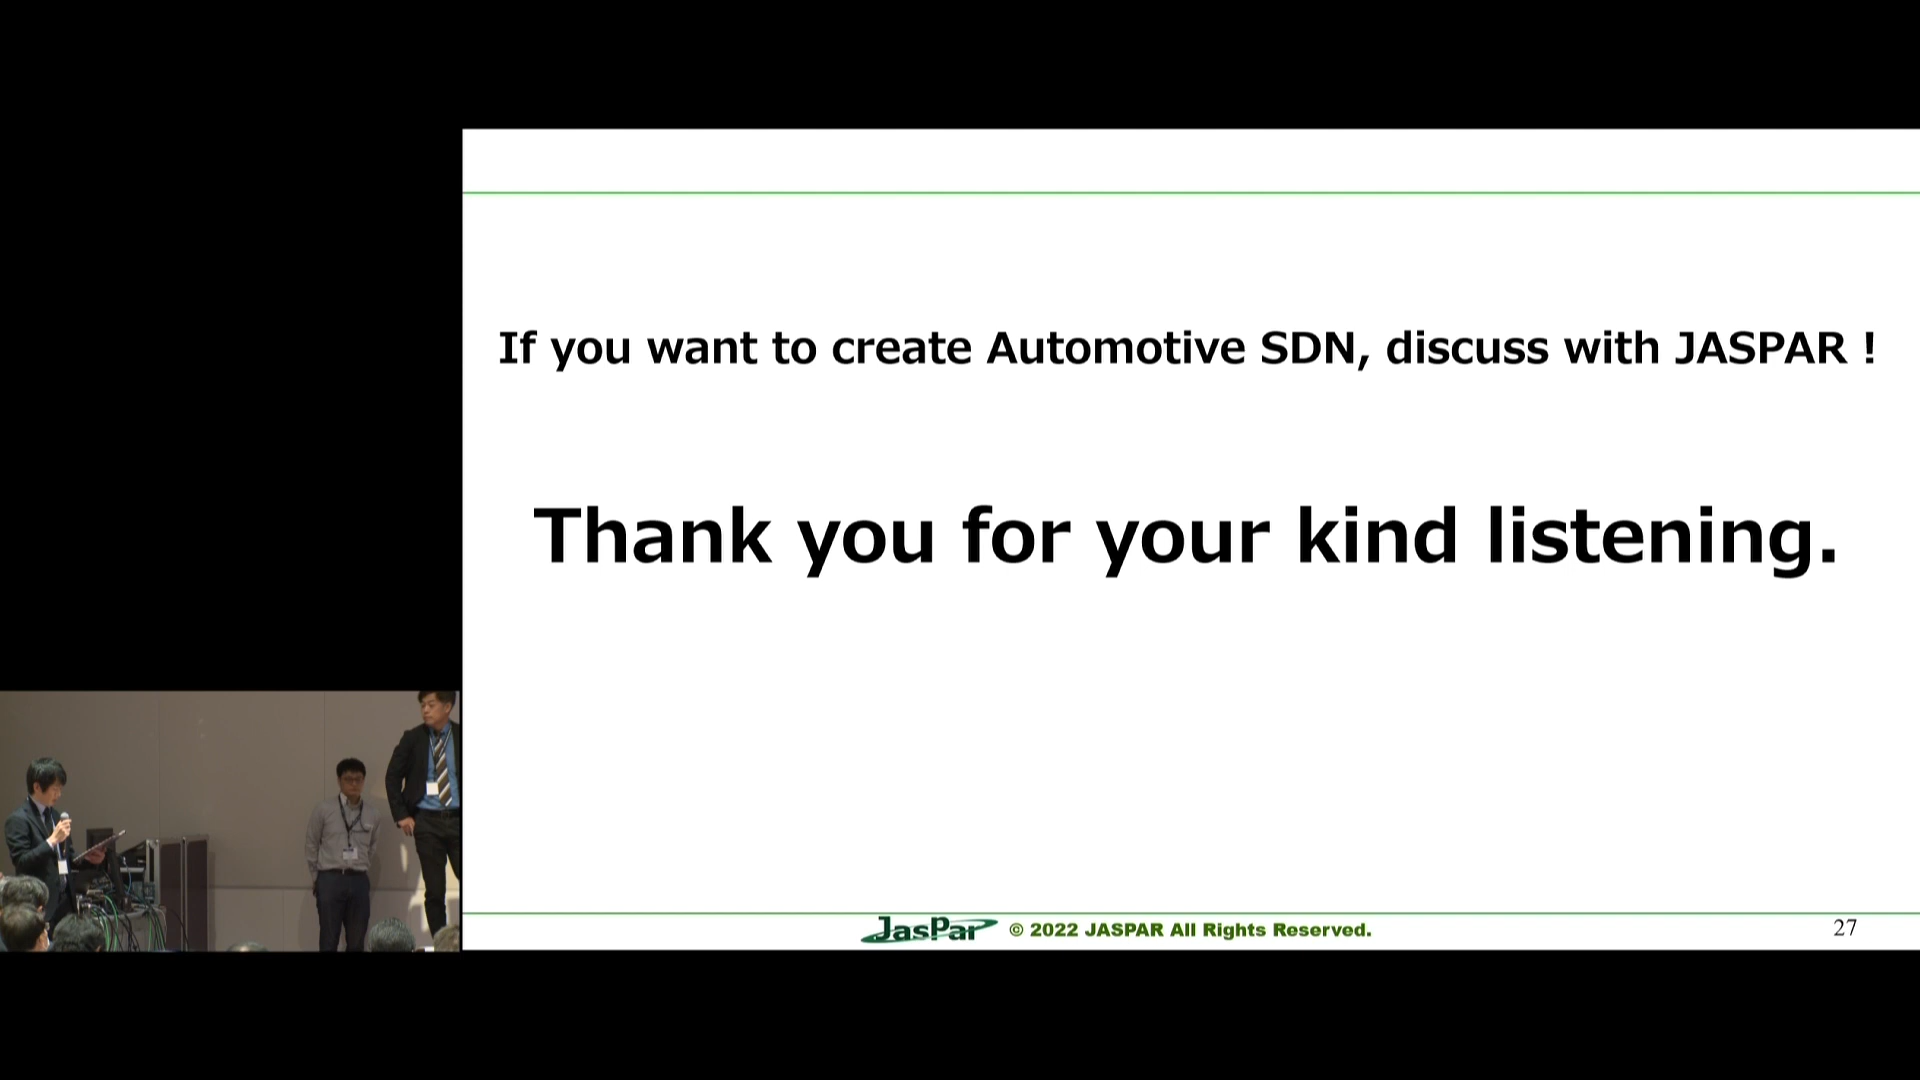 If you want to create Automotive SDN, discuss with JASPAR !
Thank you for your kind listening.
JasPar © 2022 JASPAR All Rights Reserved. 27